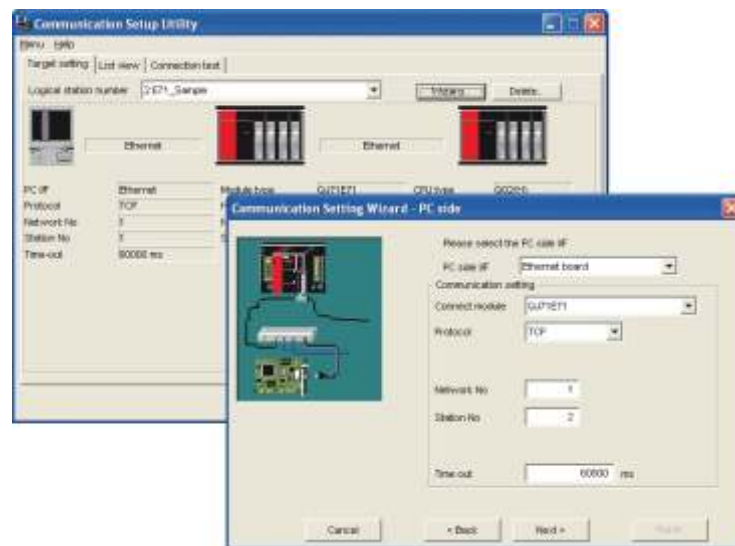 Communication Setup Utility
Menu Help
Target setting List view Connection test
Logical station number 2:E71_Sample Wizard Delete..
Ethernet Ethernet
PC I/F Ethernet Module type QJ71E71 CPU type
Protocol TCP
Network No 1
Station No 1
Time-out 60000 ms
Communication Setting Wizard - PC side
Please select the PC side I/F
PC side I/F Ethernet board
Communication setting
Connect module QJ71E71
Protocol TCP
Network No 1
Station No 2
Time out 60000 ms
Cancel < Back Next >